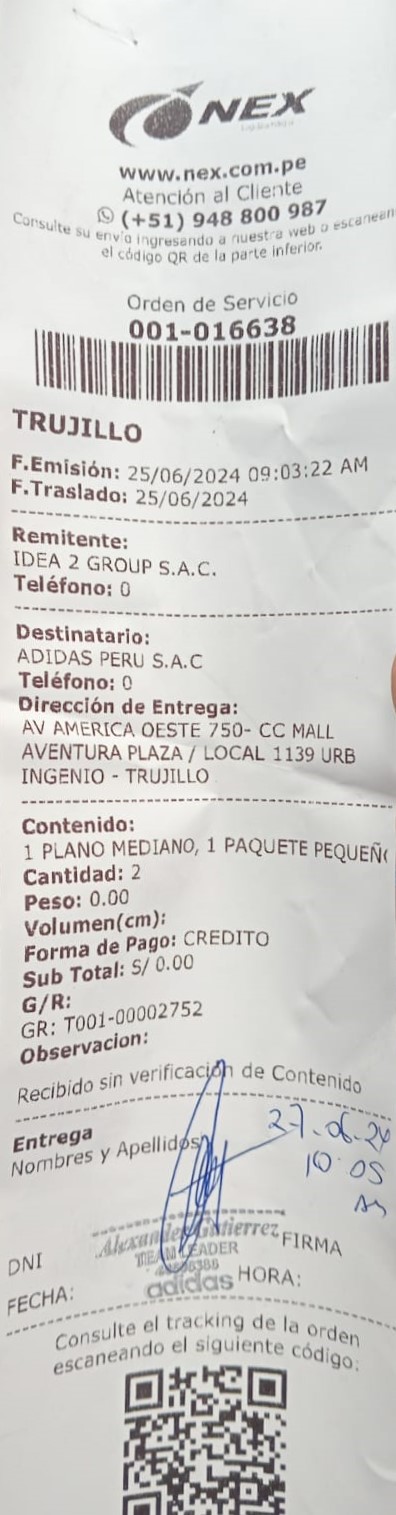 NEX
www.nex.com.pe
Atención al Cliente
(+51) 948 800 987
Consulte su envío ingresando a nuestra web o escanean
el código QR de la parte inferior.
Orden de Servicio
001-016638
TRUJILLO
F.Emisión: 25/06/2024 09:03:22 AM
F.Traslado: 25/06/2024
Remitente:
IDEA 2 GROUP S.A.C.
Teléfono: 0
Destinatario:
ADIDAS PERU S.A.C
Teléfono: 0
Dirección de Entrega:
AV AMERICA OESTE 750- CC MALL
AVENTURA PLAZA / LOCAL 1139 URB
INGENIO - TRUJILLO
Contenido:
1 PLANO MEDIANO, 1 PAQUETE PEQUEÑO
Cantidad: 2
Peso: 0.00
Volumen(cm):
Forma de Pago: CREDITO
Sub Total: S/ 0.00
G/R:
GR: T001-00002752
Observacion:
Recibido sin verificación de Contenido
Entrega
Nombres y Apellidos
27-06-24
10:05
AM
Alexander Gutierrez
TEAM LEADER
adidas
DNI
FIRMA
FECHA:
HORA:
Consulte el tracking de la orden
escaneando el siguiente código: